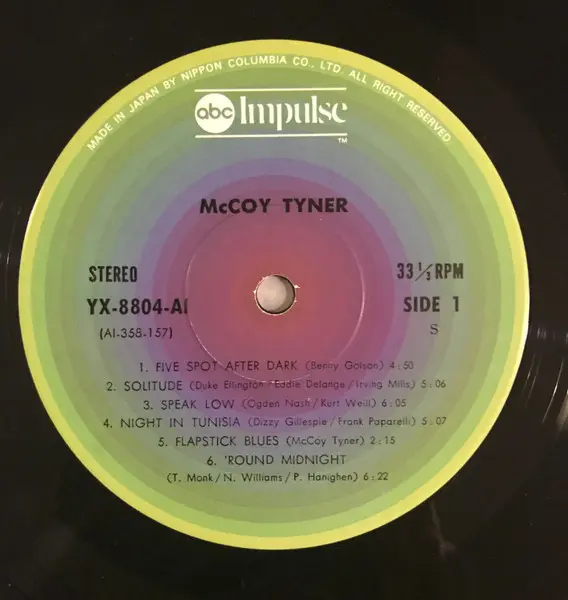 MADE IN JAPAN BY NIPPON COLUMBIA CO., LTD. ALL RIGHT RESERVED.
abc Impulse
TM
McCOY TYNER
STEREO
33 1/3 RPM
YX-8804-AI
SIDE 1
(AI-358-157)
S
1. FIVE SPOT AFTER DARK (Benny Golson) 4:50
2. SOLITUDE (Duke Ellington/Eddie Delange/Irving Mills) 5:06
3. SPEAK LOW (Ogden Nash/Kurt Weill) 6:05
4. NIGHT IN TUNISIA (Dizzy Gillespie/Frank Paparelli) 5:07
5. FLAPSTICK BLUES (McCoy Tyner) 2:15
6. 'ROUND MIDNIGHT
(T. Monk/N. Williams/P. Hanighen) 6:22